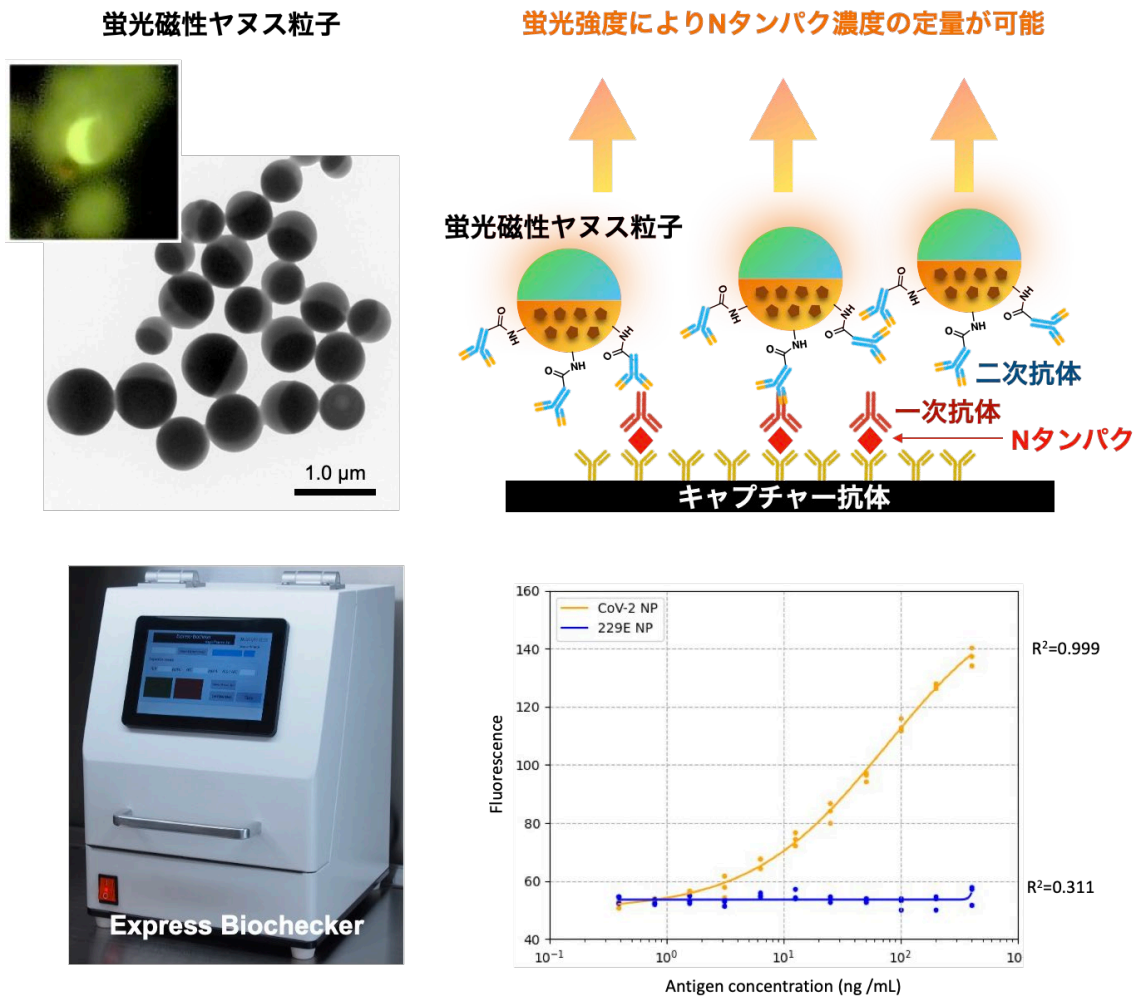 蛍光磁性ヤヌス粒子
蛍光強度によりNタンパク濃度の定量が可能
蛍光磁性ヤヌス粒子
1.0 μm
O
NH
O
NH
O
NH
O
NH
O
NH
O
NH
O
NH
O
NH
O
NH
二次抗体
一次抗体
Nタンパク
キャプチャー抗体
Express Biochecker
160
140
120
100
80
60
40
Fluorescence
CoV-2 NP
229E NP
R²=0.999
R²=0.311
10⁻¹
10⁰
10¹
10²
10
Antigen concentration (ng /mL)